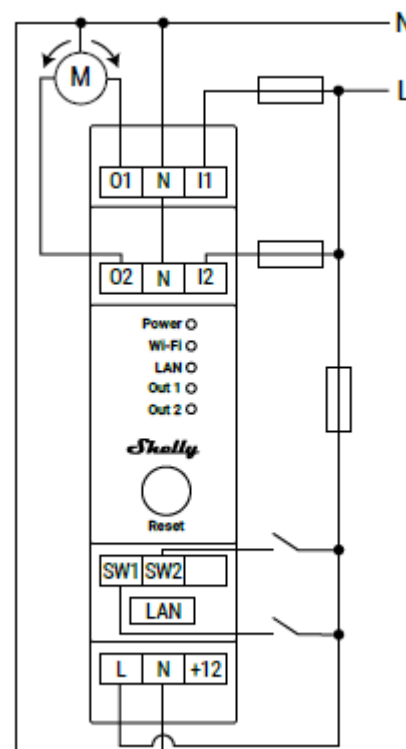 N
M
L
O1 N I1
O2 N I2
Power
Wi-Fi
LAN
Out 1
Out 2
Shelly
Reset
SW1 SW2
LAN
L N +12